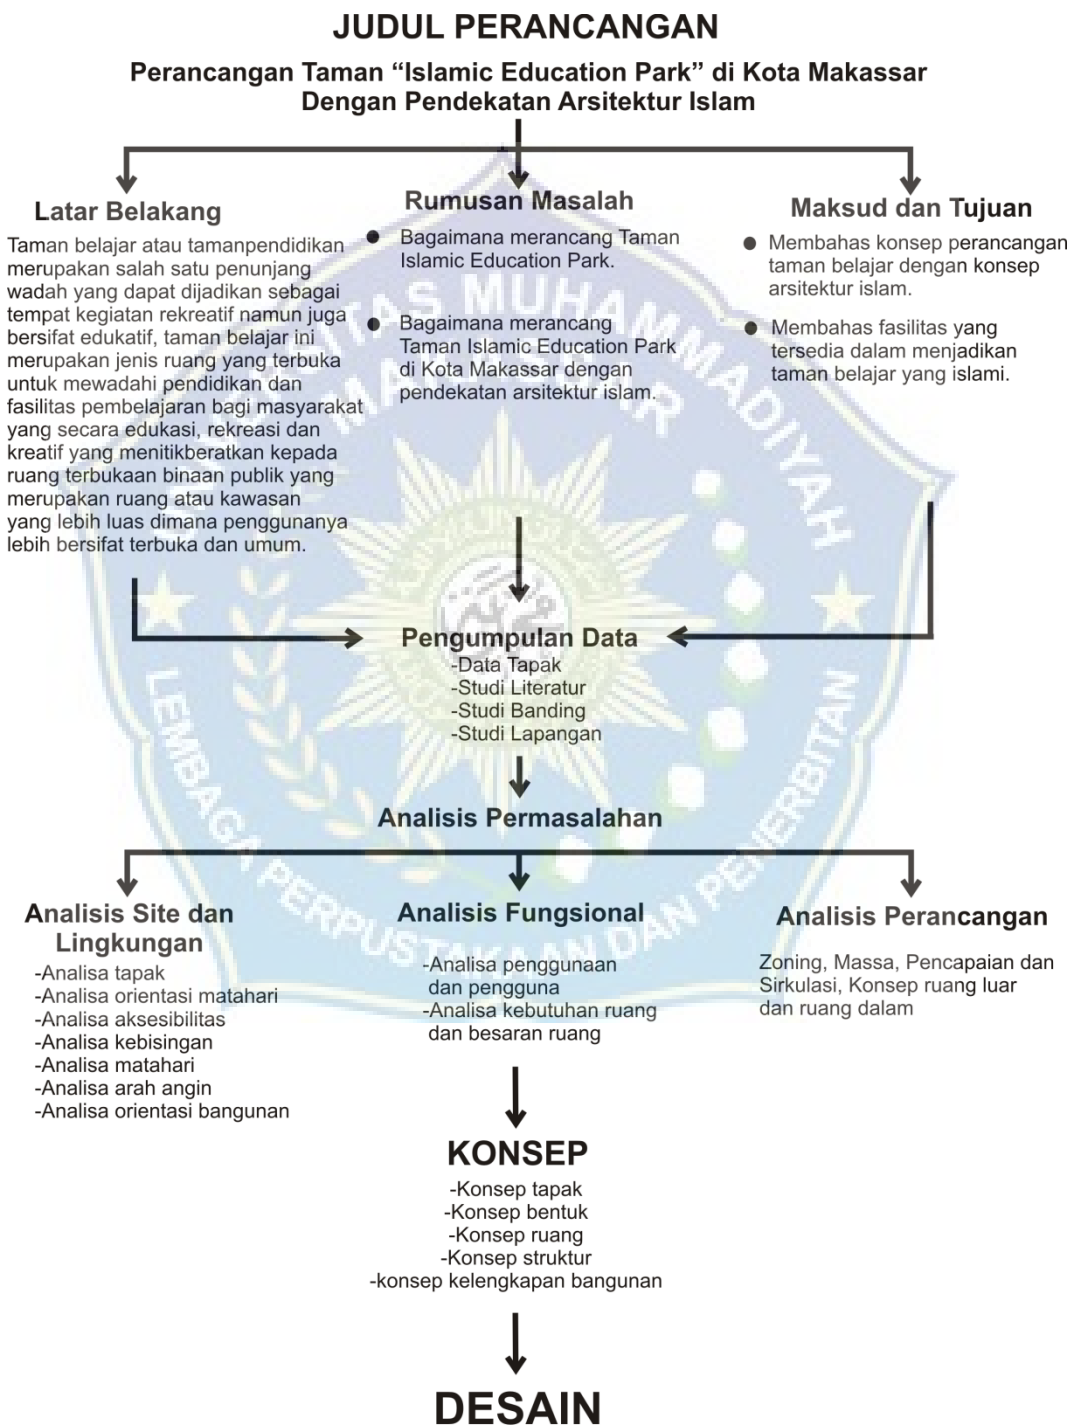 JUDUL PERANCANGAN
Perancangan Taman “Islamic Education Park” di Kota Makassar
Dengan Pendekatan Arsitektur Islam
Latar Belakang
Taman belajar atau tamanpendidikan
merupakan salah satu penunjang
wadah yang dapat dijadikan sebagai
tempat kegiatan rekreatif namun juga
bersifat edukatif, taman belajar ini
merupakan jenis ruang yang terbuka
untuk mewadahi pendidikan dan
fasilitas pembelajaran bagi masyarakat
yang secara edukasi, rekreasi dan
kreatif yang menitikberatkan kepada
ruang terbukaan binaan publik yang
merupakan ruang atau kawasan
yang lebih luas dimana penggunanya
lebih bersifat terbuka dan umum.
Rumusan Masalah
● Bagaimana merancang Taman
Islamic Education Park.
● Bagaimana merancang
Taman Islamic Education Park
di Kota Makassar dengan
pendekatan arsitektur islam.
Maksud dan Tujuan
● Membahas konsep perancangan
taman belajar dengan konsep
arsitektur islam.
● Membahas fasilitas yang
tersedia dalam menjadikan
taman belajar yang islami.
UNIVERSITAS MUHAMMADIYAH
MAKASSAR
LEMBAGA PERPUSTAKAAN DAN PENERBITAN
Pengumpulan Data
-Data Tapak
-Studi Literatur
-Studi Banding
-Studi Lapangan
Analisis Permasalahan
Analisis Site dan
Lingkungan
-Analisa tapak
-Analisa orientasi matahari
-Analisa aksesibilitas
-Analisa kebisingan
-Analisa matahari
-Analisa arah angin
-Analisa orientasi bangunan
Analisis Fungsional
-Analisa penggunaan
dan pengguna
-Analisa kebutuhan ruang
dan besaran ruang
Analisis Perancangan
Zoning, Massa, Pencapaian dan
Sirkulasi, Konsep ruang luar
dan ruang dalam
KONSEP
-Konsep tapak
-Konsep bentuk
-Konsep ruang
-Konsep struktur
-konsep kelengkapan bangunan
DESAIN